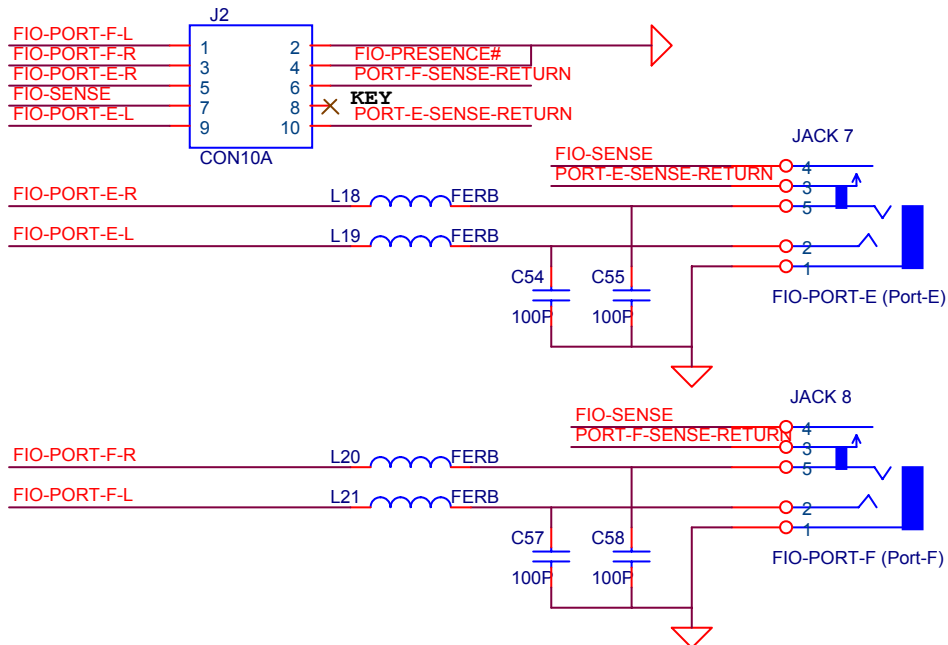 J2
FIO-PORT-F-L
1 2
FIO-PORT-F-R
3 4 FIO-PRESENCE#
FIO-PORT-E-R
5 6 PORT-F-SENSE-RETURN
FIO-SENSE
7 8 KEY
FIO-PORT-E-L
9 10 PORT-E-SENSE-RETURN
CON10A
JACK 7
FIO-SENSE
4
PORT-E-SENSE-RETURN
3
FIO-PORT-E-R L18 FERB
5
FIO-PORT-E-L L19 FERB
2
1
C54 C55
100P 100P
FIO-PORT-E (Port-E)
JACK 8
FIO-SENSE
4
PORT-F-SENSE-RETURN
3
FIO-PORT-F-R L20 FERB
5
FIO-PORT-F-L L21 FERB
2
1
C57 C58
100P 100P
FIO-PORT-F (Port-F)